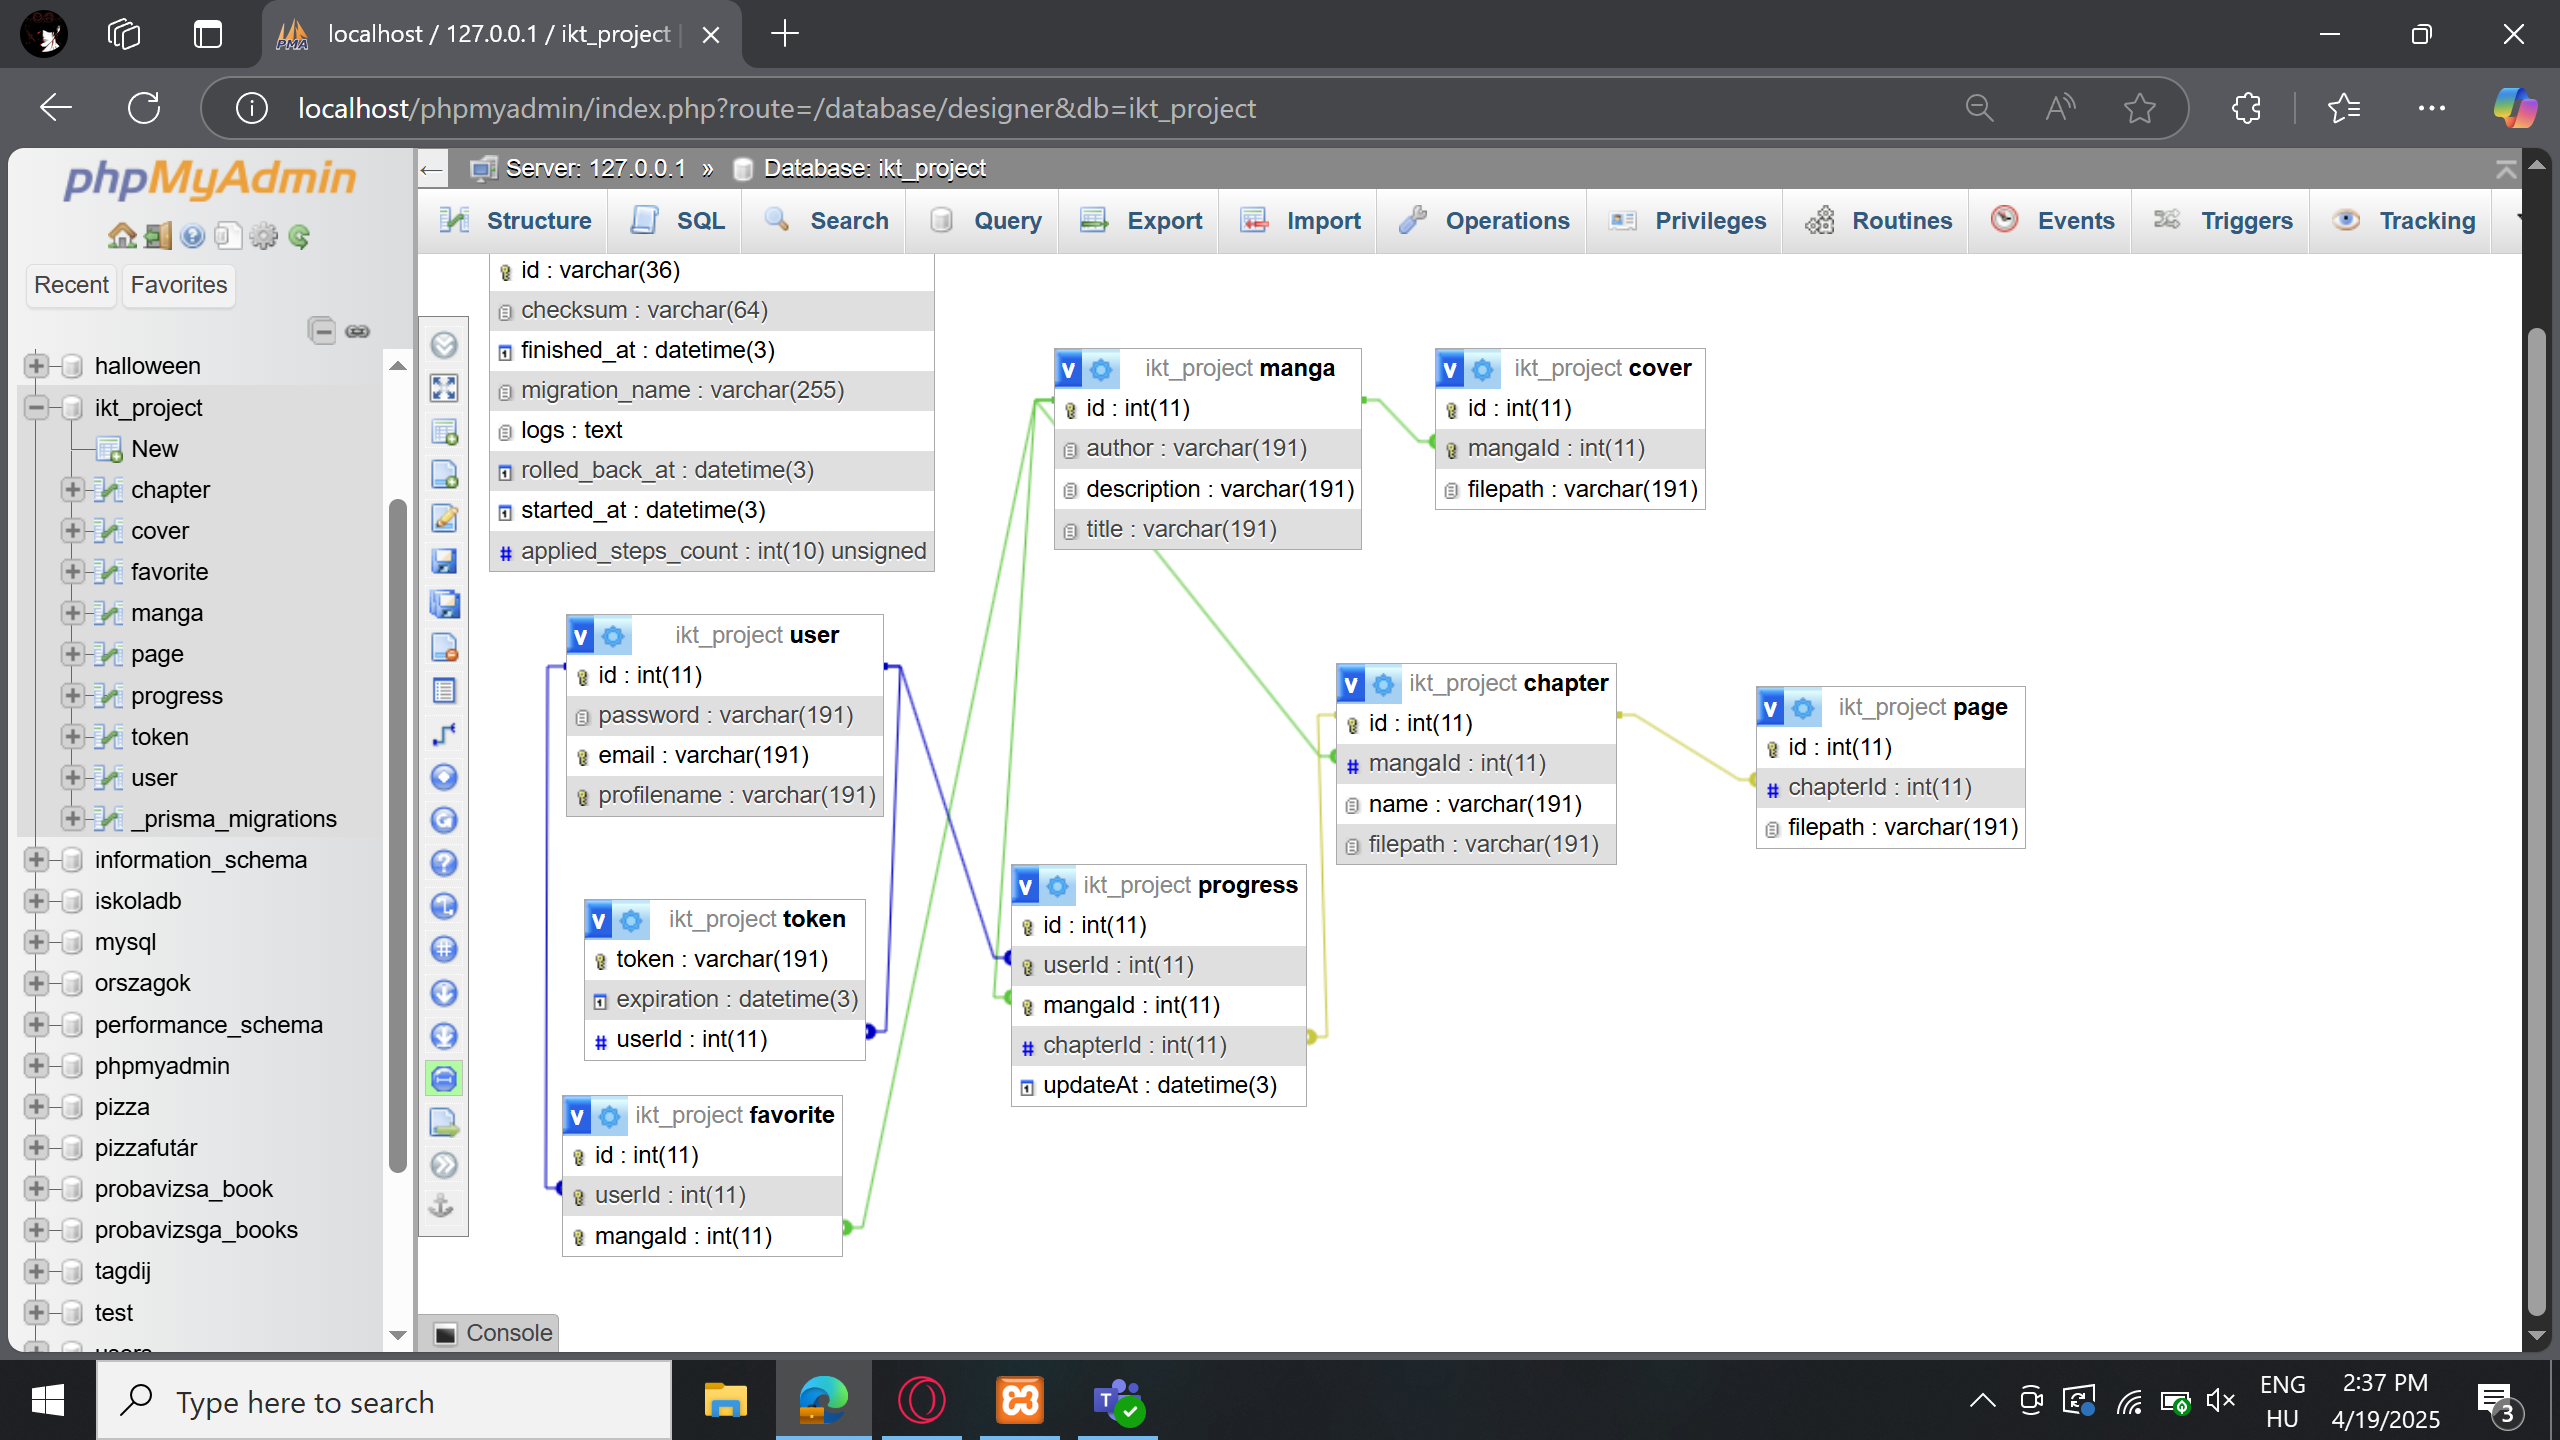 localhost / 127.0.0.1 / ikt_project |
localhost/phpmyadmin/index.php?route=/database/designer&db=ikt_project
phpMyAdmin
Recent
Favorites
halloween
ikt_project
New
chapter
cover
favorite
manga
page
progress
token
user
_prisma_migrations
information_schema
iskoladb
mysql
orszagok
performance_schema
phpmyadmin
pizza
pizzafutár
probavizsa_book
probavizsga_books
tagdij
test
Server: 127.0.0.1 » Database: ikt_project
Structure
SQL
Search
Query
Export
Import
Operations
Privileges
Routines
Events
Triggers
Tracking
id : varchar(36)
checksum : varchar(64)
finished_at : datetime(3)
migration_name : varchar(255)
logs : text
rolled_back_at : datetime(3)
started_at : datetime(3)
# applied_steps_count : int(10) unsigned
v ikt_project manga
id : int(11)
author : varchar(191)
description : varchar(191)
title : varchar(191)
v ikt_project cover
id : int(11)
mangaId : int(11)
filepath : varchar(191)
v ikt_project user
id : int(11)
password : varchar(191)
email : varchar(191)
profilename : varchar(191)
v ikt_project chapter
id : int(11)
# mangaId : int(11)
name : varchar(191)
filepath : varchar(191)
v ikt_project page
id : int(11)
# chapterId : int(11)
filepath : varchar(191)
v ikt_project token
token : varchar(191)
expiration : datetime(3)
# userId : int(11)
v ikt_project progress
id : int(11)
userId : int(11)
mangaId : int(11)
# chapterId : int(11)
updateAt : datetime(3)
v ikt_project favorite
id : int(11)
userId : int(11)
mangaId : int(11)
Console
Type here to search
ENG
HU
2:37 PM
4/19/2025
3